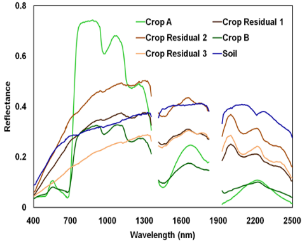 Crop A
Crop Residual 1
Crop Residual 2
Crop B
Crop Residual 3
Soil
Reflectance
0.8
0.6
0.4
0.2
0
400 700 1000 1300 1600 1900 2200 2500
Wavelength (nm)